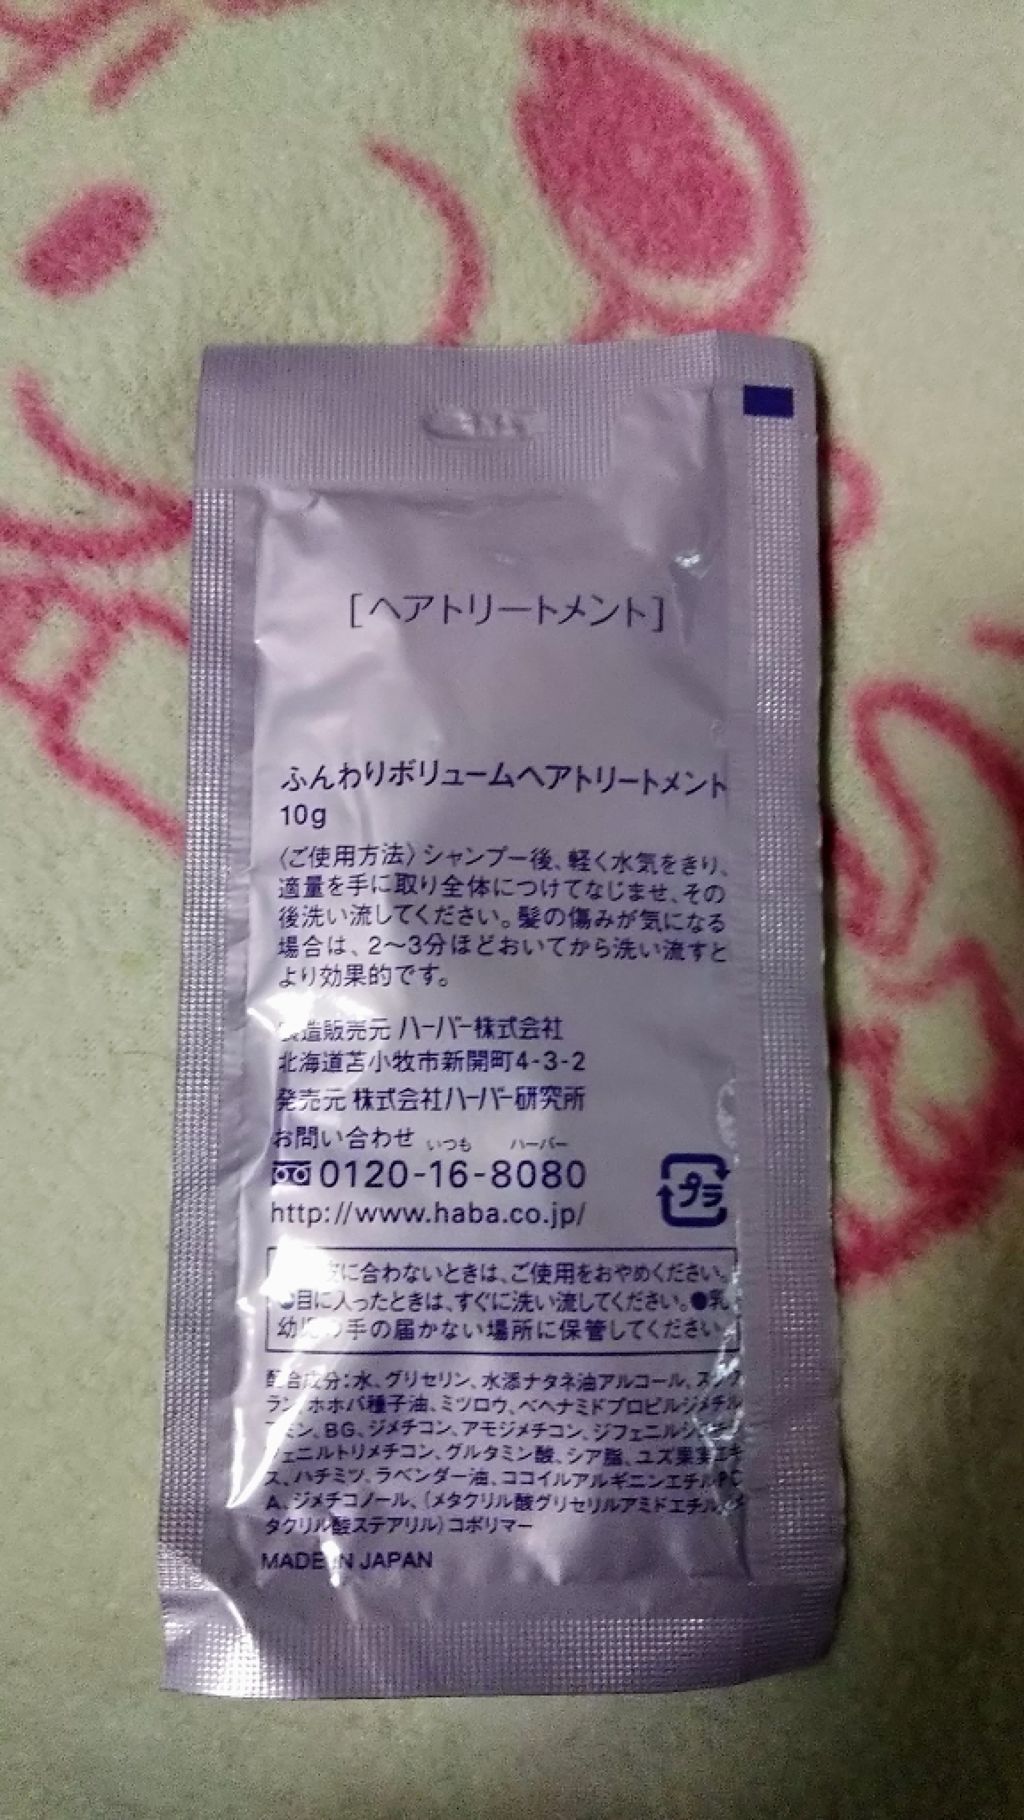 ［ヘアトリートメント］
ふんわりボリュームヘアトリートメント
10g
〈ご使用方法〉シャンプー後、軽く水気をきり、
適量を手に取り全体につけてなじませ、その
後洗い流してください。髪の傷みが気になる
場合は、2〜3分ほどおいてから洗い流すと
より効果的です。
製造販売元 ハーバー株式会社
北海道苫小牧市新開町4-3-2
発売元 株式会社ハーバー研究所
お問い合わせ いつも ハーバー
0120-16-8080
http://www.haba.co.jp/
プラ
に合わないときは、ご使用をおやめください。
●目に入ったときは、すぐに洗い流してください。●乳
幼児の手の届かない場所に保管してください。
配合成分：水、グリセリン、水添ナタネ油アルコール、スクワ
ラン、ホホバ種子油、ミツロウ、ベヘナミドプロピルジメチル
アミン、BG、ジメチコン、アモジメチコン、ジフェニルシロキシ
フェニルトリメチコン、グルタミン酸、シア脂、ユズ果実エキ
ス、ハチミツ、ラベンダー油、ココイルアルギニンエチルPC
A、ジメチコノール、（メタクリル酸グリセリルアミドエチル/メ
タクリル酸ステアリル）コポリマー
MADE IN JAPAN